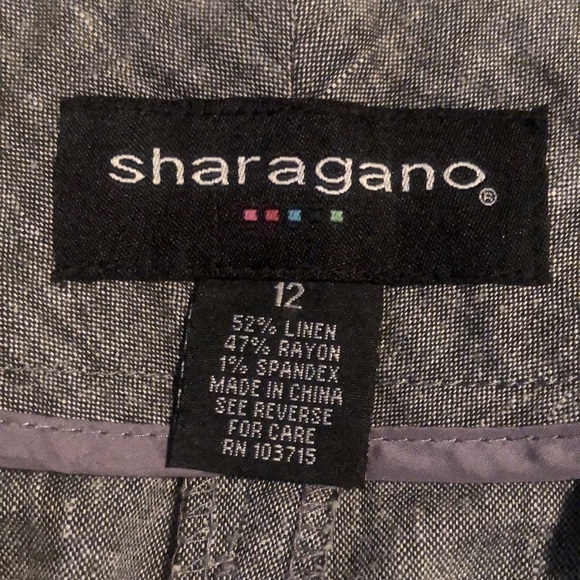 sharagano®
12
52% LINEN
47% RAYON
1% SPANDEX
MADE IN CHINA
SEE REVERSE
FOR CARE
RN 103715